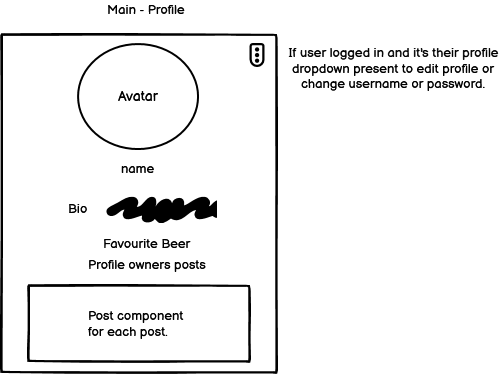 Main - Profile
If user logged in and it's their profile
dropdown present to edit profile or
change username or password.
Avatar
name
Bio
Favourite Beer
Profile owners posts
Post component
for each post.